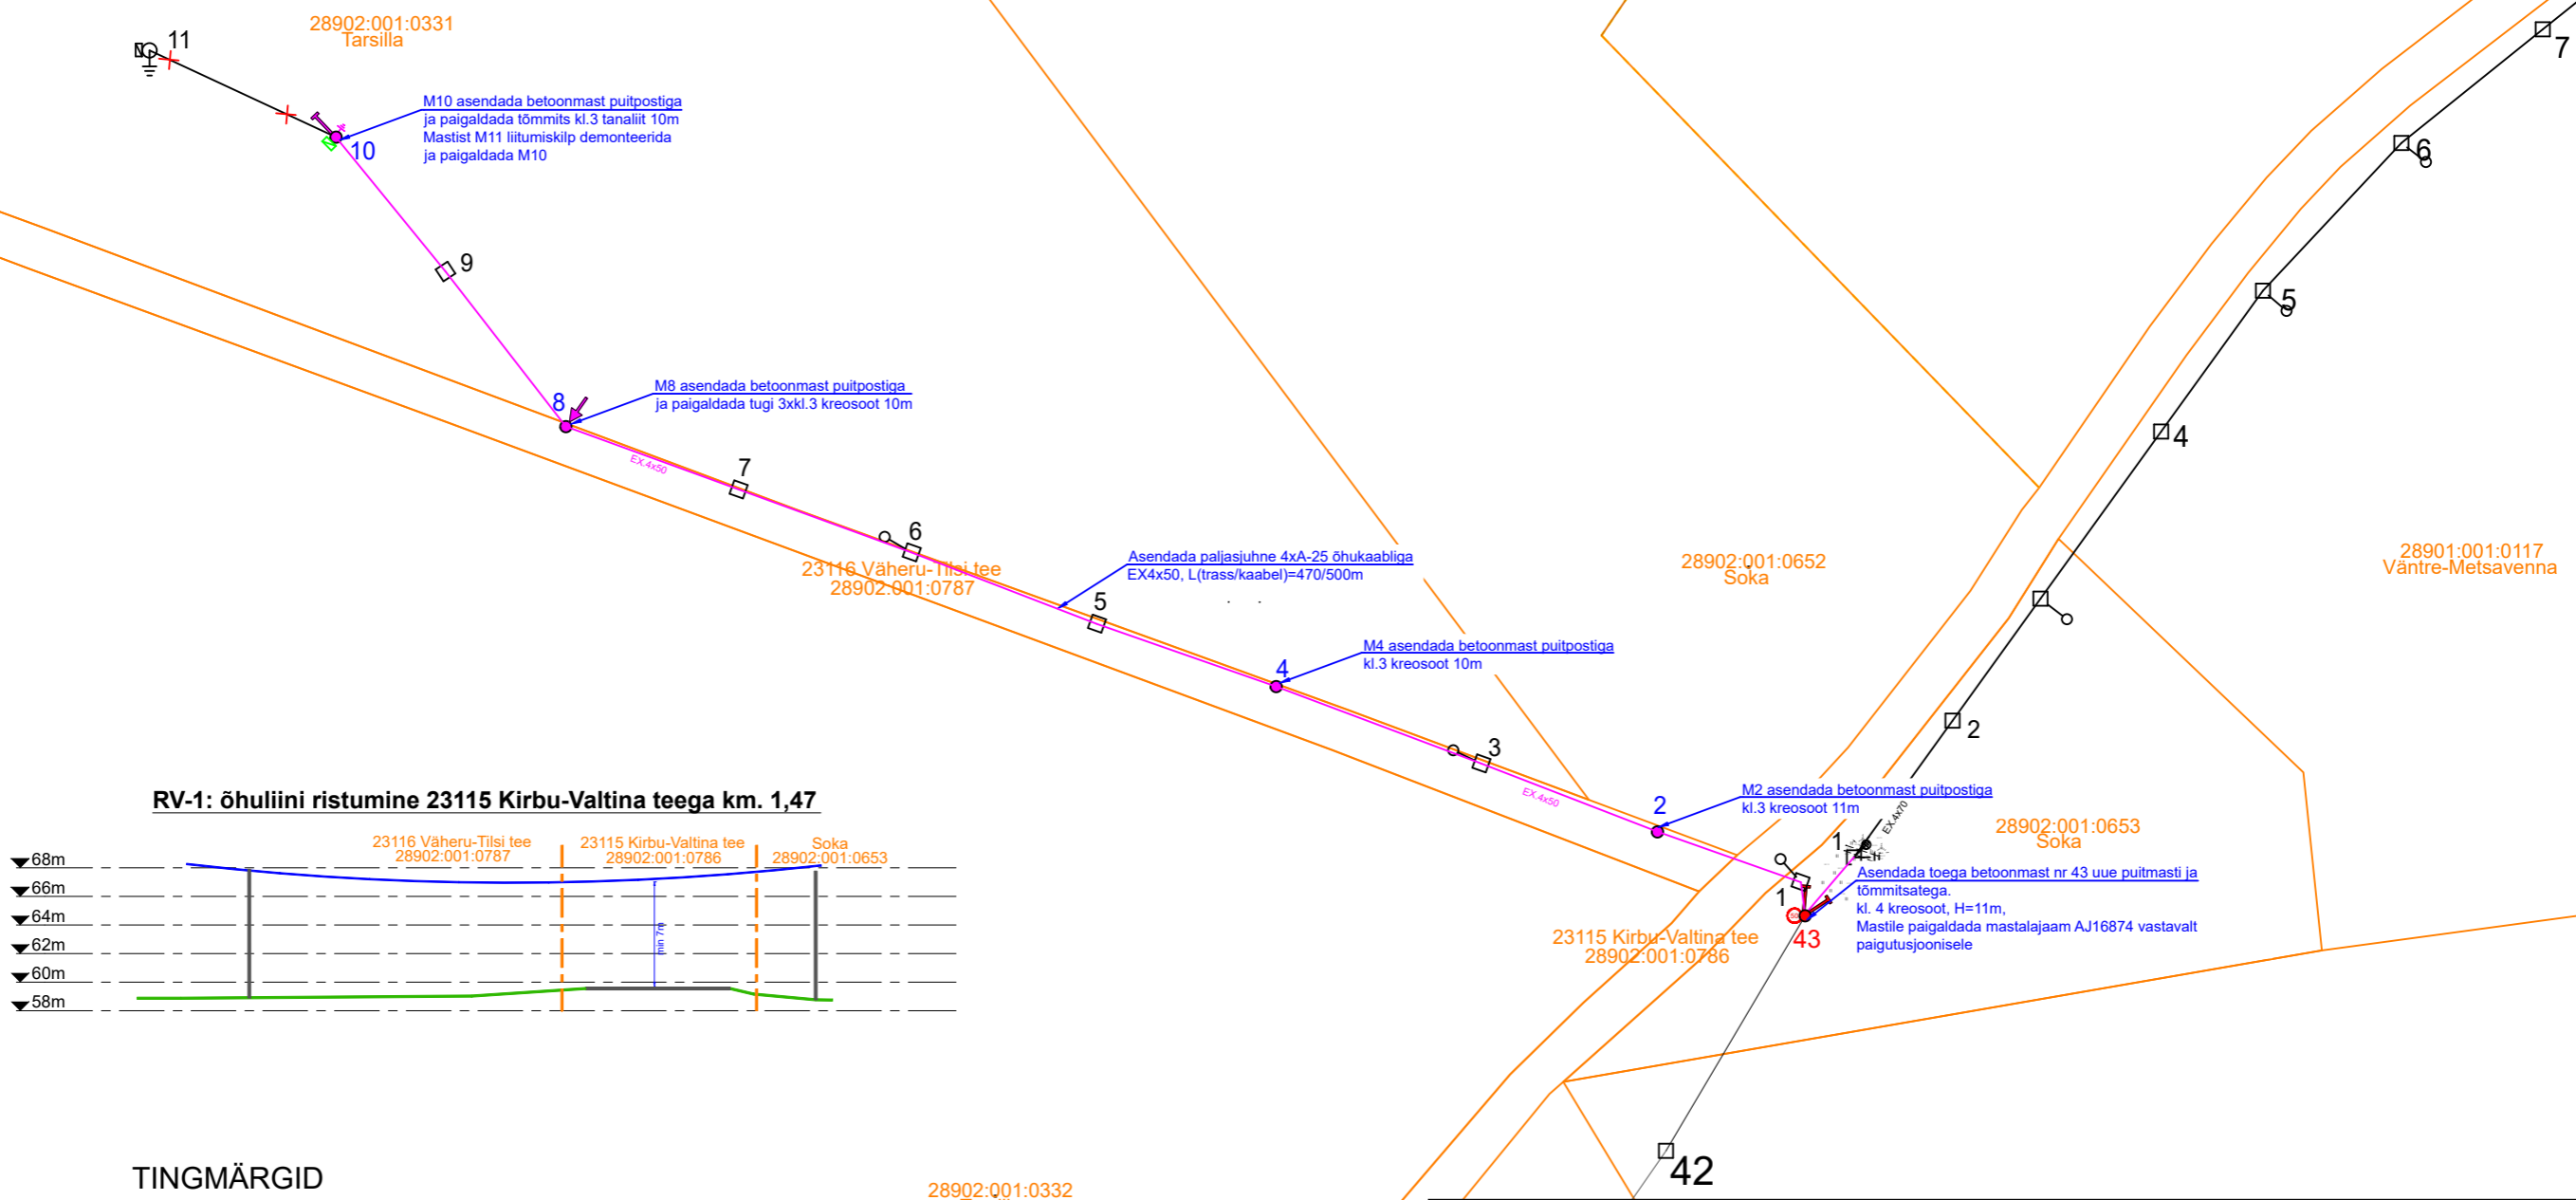 28902:001:0331
Tarsilla
11
M10 asendada betoonmast puitpostiga
ja paigaldada tõmmits kl.3 tanaliit 10m
Mastist M11 liitumiskilp demonteerida
ja paigaldada M10
10
9
8
M8 asendada betoonmast puitpostiga
ja paigaldada tugi 3xkl.3 kreosoot 10m
EX.4x50
7
6
23116 Väheru-Tilsi tee
28902:001:0787
Asendada paljasjuhne 4xA-25 õhukaabliga
EX4x50, L(trass/kaabel)=470/500m
5
4
M4 asendada betoonmast puitpostiga
kl.3 kreosoot 10m
3
EX.4x50
2
M2 asendada betoonmast puitpostiga
kl.3 kreosoot 11m
28902:001:0652
Soka
7
6
5
4
28901:001:0117
Väntre-Metsavenna
2
EX.4x70
1
28902:001:0653
Soka
1
Asendada toega betoonmast nr 43 uue puitmasti ja
tõmmitsatega.
kl. 4 kreosoot, H=11m,
Mastile paigaldada mastalajaam AJ16874 vastavalt
paigutusjoonisele
43
23115 Kirbu-Valtina tee
28902:001:0786
42
RV-1: õhuliini ristumine 23115 Kirbu-Valtina teega km. 1,47
23116 Väheru-Tilsi tee
28902:001:0787
23115 Kirbu-Valtina tee
28902:001:0786
Soka
28902:001:0653
68m
66m
64m
62m
60m
58m
min 7m
TINGMÄRGID
28902:001:0332